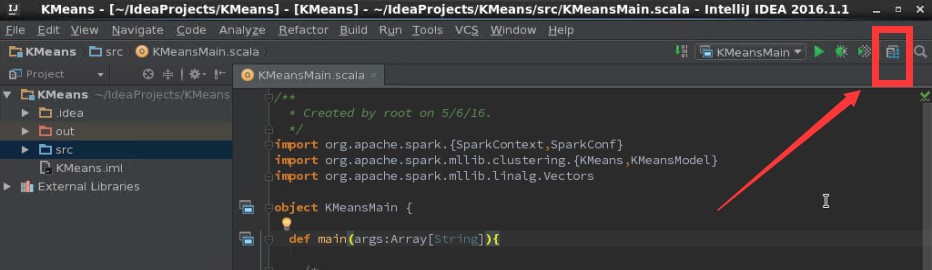 KMeans - [~/IdeaProjects/KMeans] - [KMeans] - ~/IdeaProjects/KMeans/src/KMeansMain.scala - IntelliJ IDEA 2016.1.1
File Edit View Navigate Code Analyze Refactor Build Run Tools VCS Window Help
KMeans src KMeansMain.scala KMeansMain
Project KMeansMain.scala
KMeans ~/IdeaProjects/KMeans
.idea
out
src
KMeans.iml
External Libraries
/**
* Created by root on 5/6/16.
*/
import org.apache.spark.{SparkContext,SparkConf}
import org.apache.spark.mllib.clustering.{KMeans,KMeansModel}
import org.apache.spark.mllib.linalg.Vectors
object KMeansMain {
def main(args:Array[String]){
/*